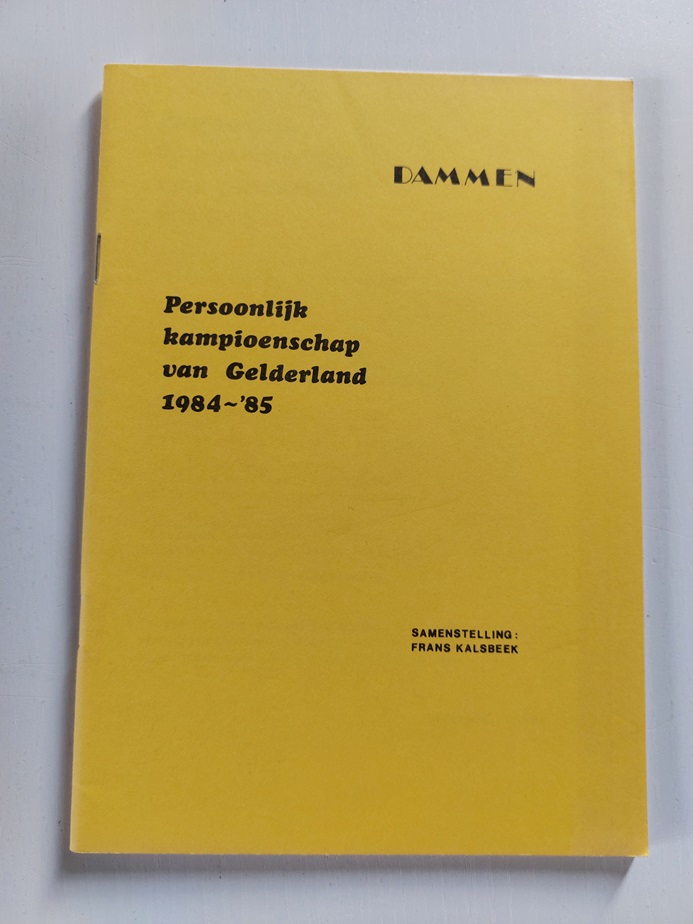 DAMMEN
Persoonlijk
kampioenschap
van Gelderland
1984~'85
SAMENSTELLING:
FRANS KALSBEEK